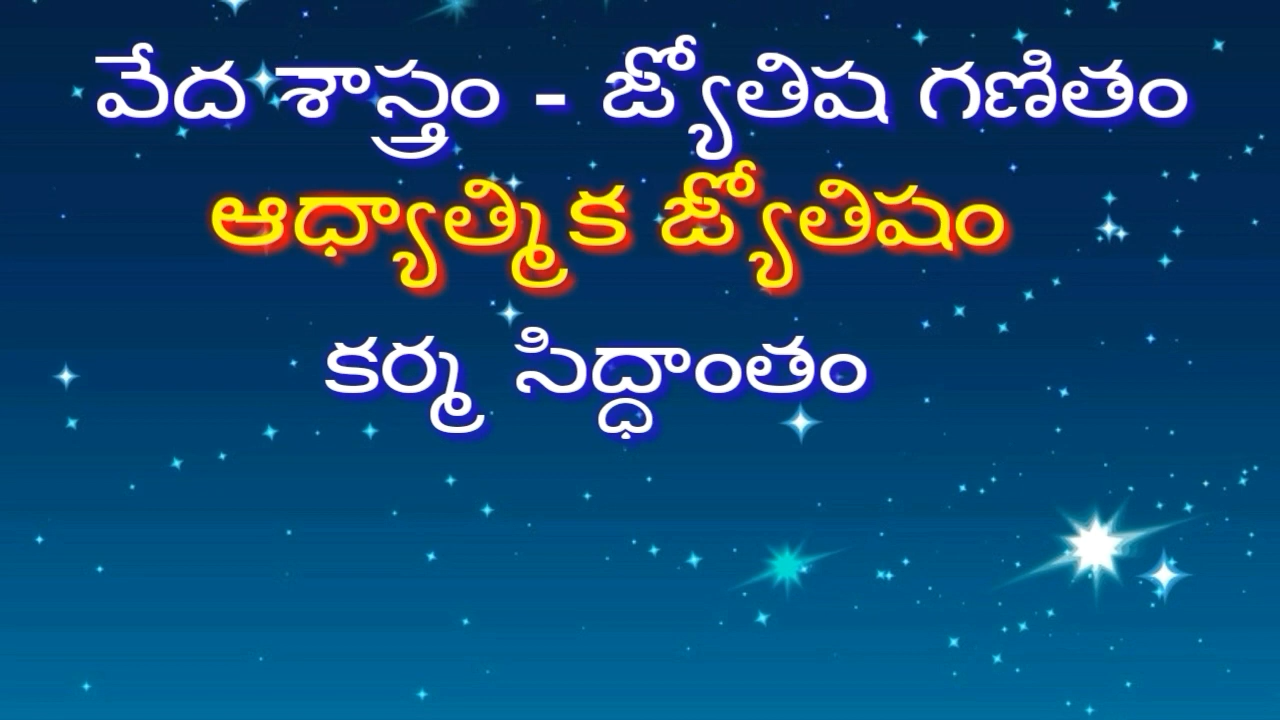 వేద శాస్త్రం - జ్యోతిష గణితం
ఆధ్యాత్మిక జ్యోతిషం
కర్మ సిద్ధాంతం